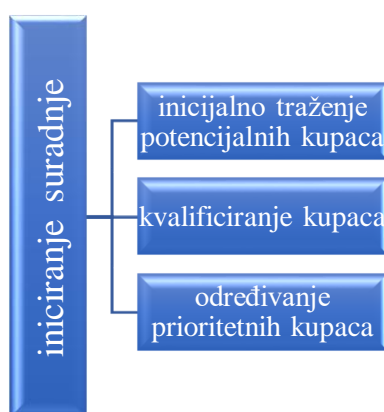 iniciranje suradnje
inicijalno traženje
potencijalnih kupaca
kvalificiranje kupaca
određivanje
prioritetnih kupaca